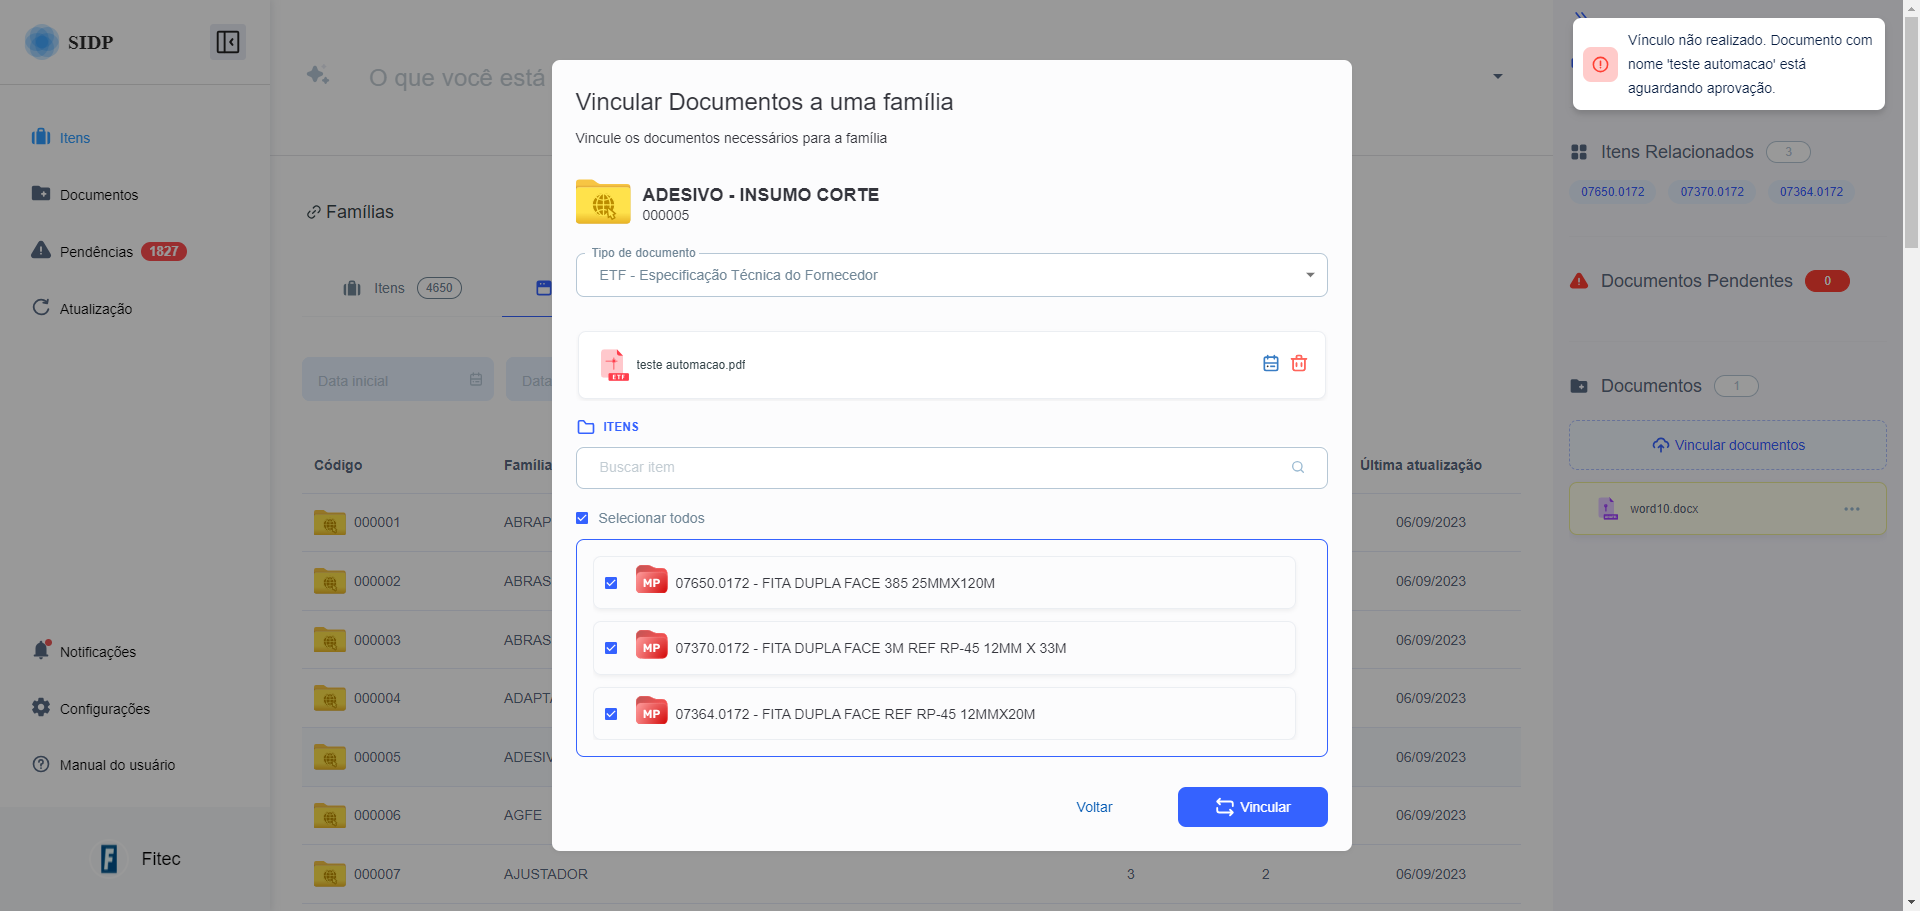 SIDP
Itens
Documentos
Pendências 1827
Atualização
Notificações
Configurações
Manual do usuário
Fitec
O que você está
Famílias
Itens 4650
Data inicial
Data
Código
Família
Última atualização
000001 ABRAP 06/09/2023
000002 ABRAS 06/09/2023
000003 ABRAS 06/09/2023
000004 ADAPTA 06/09/2023
000005 ADESIV 06/09/2023
000006 AGFE 06/09/2023
000007 AJUSTADOR 3 2 06/09/2023
Vincular Documentos a uma família
Vincule os documentos necessários para a família
ADESIVO - INSUMO CORTE
000005
Tipo de documento
ETF - Especificação Técnica do Fornecedor
ETF
teste automacao.pdf
ITENS
Buscar item
Selecionar todos
MP 07650.0172 - FITA DUPLA FACE 385 25MMX120M
MP 07370.0172 - FITA DUPLA FACE 3M REF RP-45 12MM X 33M
MP 07364.0172 - FITA DUPLA FACE REF RP-45 12MMX20M
Voltar
Vincular
Vínculo não realizado. Documento com
nome 'teste automacao' está
aguardando aprovação.
Itens Relacionados 3
07650.0172 07370.0172 07364.0172
Documentos Pendentes 0
Documentos 1
Vincular documentos
word10.docx